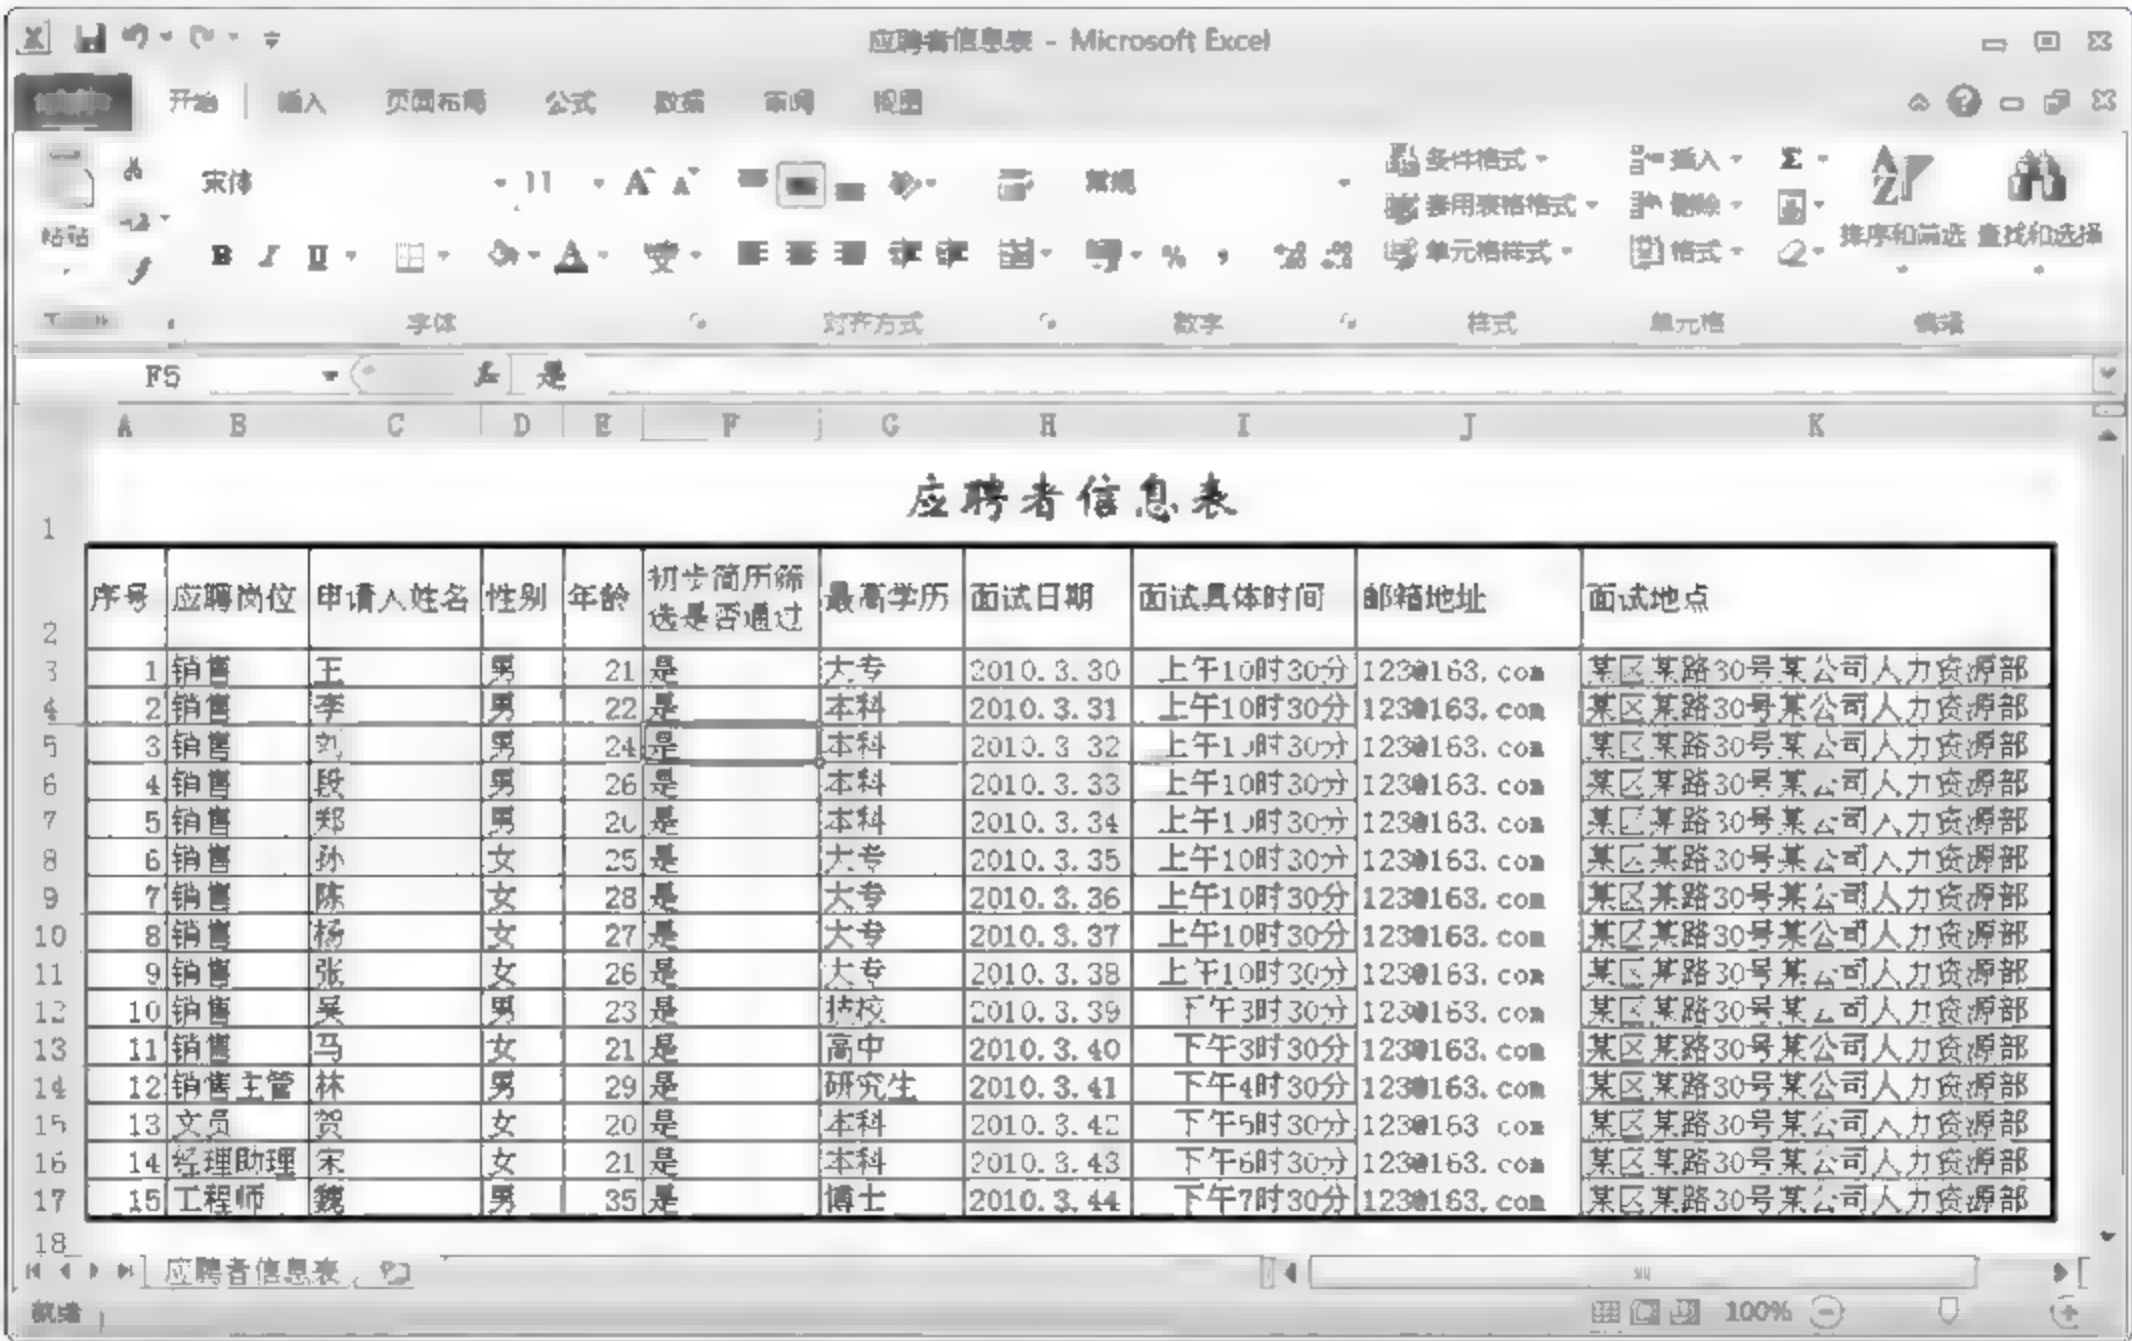 应聘者信息表 - Microsoft Excel
开始 插入 页面布局 公式 数据 审阅 视图
宋体 11 常规 条件格式 插入 Σ
粘贴 套用表格格式 删除 排序和筛选 查找和选择
B I U % 单元格样式 格式
字体 对齐方式 数字 样式 单元格 编辑
F5 是
A B C D E F G H I J K
1 应聘者信息表
2 序号 应聘岗位 申请人姓名 性别 年龄 初步简历筛选是否通过 最高学历 面试日期 面试具体时间 邮箱地址 面试地点
3 1 销售 王 男 21 是 大专 2010.3.30 上午10时30分 123@163.com 某区某路30号某公司人力资源部
4 2 销售 李 男 22 是 本科 2010.3.31 上午10时30分 123@163.com 某区某路30号某公司人力资源部
5 3 销售 刘 男 24 是 本科 2010.3.32 上午10时30分 123@163.com 某区某路30号某公司人力资源部
6 4 销售 段 男 26 是 本科 2010.3.33 上午10时30分 123@163.com 某区某路30号某公司人力资源部
7 5 销售 郑 男 是 本科 2010.3.34 上午10时30分 123@163.com 某区某路30号某公司人力资源部
8 6 销售 孙 女 25 是 大专 2010.3.35 上午10时30分 123@163.com 某区某路30号某公司人力资源部
9 7 销售 陈 女 28 是 大专 2010.3.36 上午10时30分 123@163.com 某区某路30号某公司人力资源部
10 8 销售 杨 女 27 是 大专 2010.3.37 上午10时30分 123@163.com 某区某路30号某公司人力资源部
11 9 销售 张 女 26 是 大专 2010.3.38 上午10时30分 123@163.com 某区某路30号某公司人力资源部
12 10 销售 吴 男 23 是 技校 2010.3.39 下午3时30分 123@163.com 某区某路30号某公司人力资源部
13 11 销售 马 女 21 是 高中 2010.3.40 下午3时30分 123@163.com 某区某路30号某公司人力资源部
14 12 销售主管 林 男 29 是 研究生 2010.3.41 下午4时30分 123@163.com 某区某路30号某公司人力资源部
15 13 文员 贺 女 20 是 本科 2010.3.42 下午5时30分 123@163.com 某区某路30号某公司人力资源部
16 14 经理助理 宋 女 21 是 本科 2010.3.43 下午6时30分 123@163.com 某区某路30号某公司人力资源部
17 15 工程师 魏 男 35 是 博士 2010.3.44 下午7时30分 123@163.com 某区某路30号某公司人力资源部
18
应聘者信息表
就绪 100%